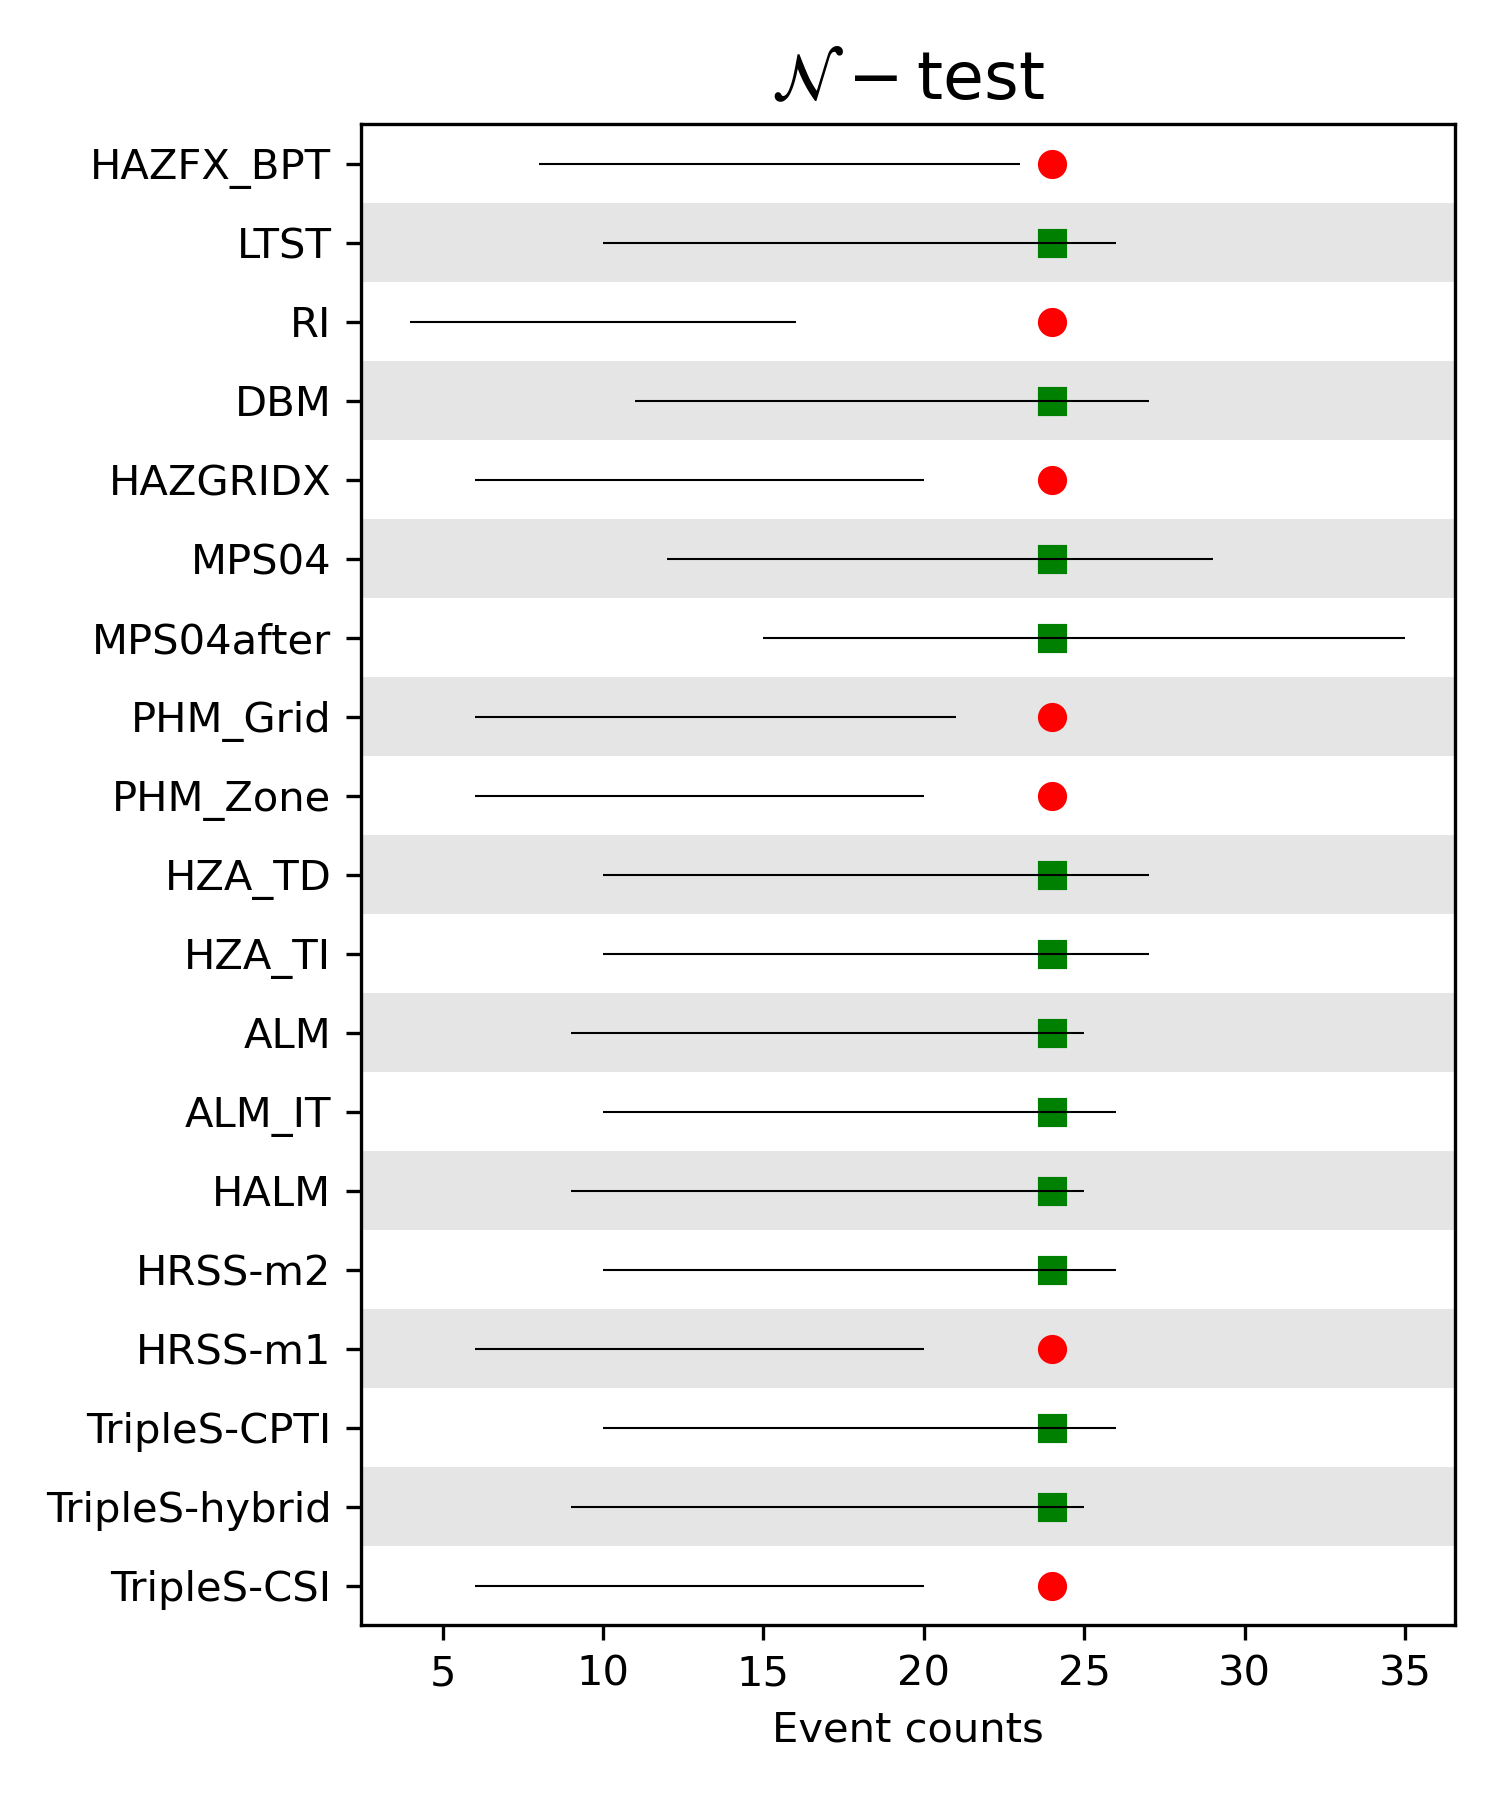 𝒩 − test
HAZFX_BPT
LTST
RI
DBM
HAZGRIDX
MPS04
MPS04after
PHM_Grid
PHM_Zone
HZA_TD
HZA_TI
ALM
ALM_IT
HALM
HRSS-m2
HRSS-m1
TripleS-CPTI
TripleS-hybrid
TripleS-CSI
5 10 15 20 25 30 35
Event counts